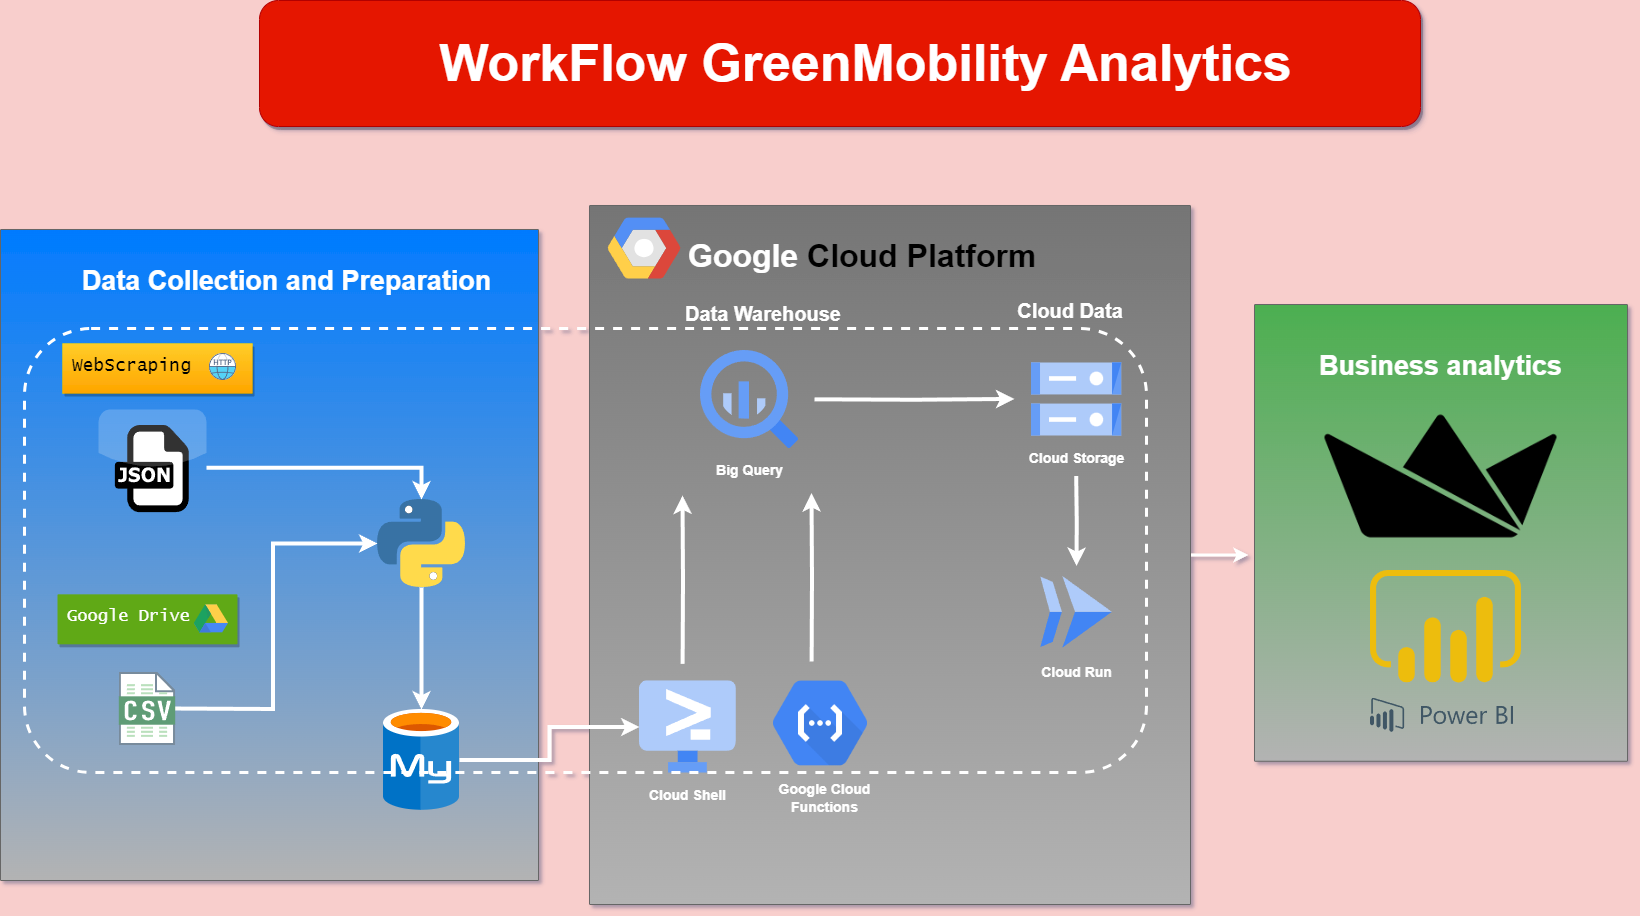 WorkFlow GreenMobility Analytics
Data Collection and Preparation
WebScraping
HTTP
JSON
Google Drive
CSV
My
Google Cloud Platform
Data Warehouse
Cloud Data
Big Query
Cloud Storage
Cloud Run
Cloud Shell
Google Cloud
Functions
Business analytics
Power BI